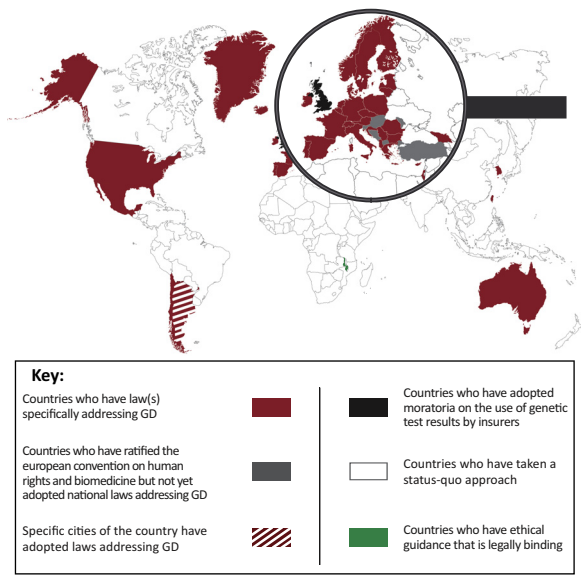 Key:
Countries who have law(s)
specifically addressing GD
Countries who have ratified the
european convention on human
rights and biomedicine but not yet
adopted national laws addressing GD
Specific cities of the country have
adopted laws addressing GD
Countries who have adopted
moratoria on the use of genetic
test results by insurers
Countries who have taken a
status-quo approach
Countries who have ethical
guidance that is legally binding